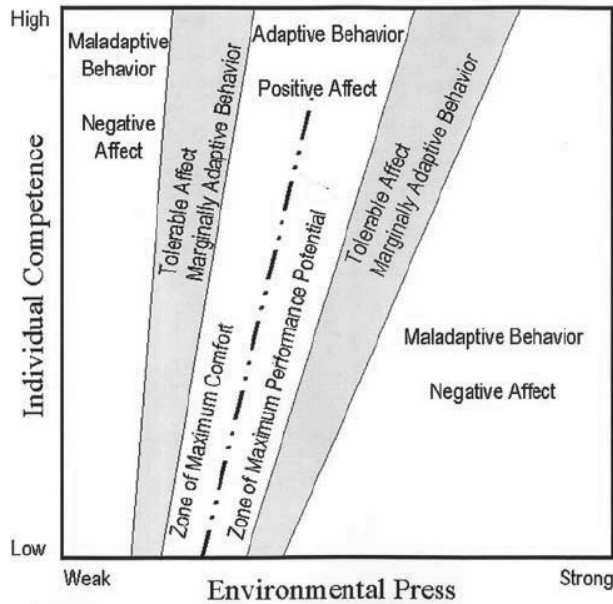 High
Maladaptive
Behavior
Negative
Affect
Adaptive Behavior
Positive Affect
Tolerable Affect
Marginally Adaptive Behavior
Tolerable Affect
Marginally Adaptive Behavior
Zone of Maximum Comfort
Zone of Maximum Performance Potential
Maladaptive Behavior
Negative Affect
Individual Competence
Low
Weak
Environmental Press
Strong